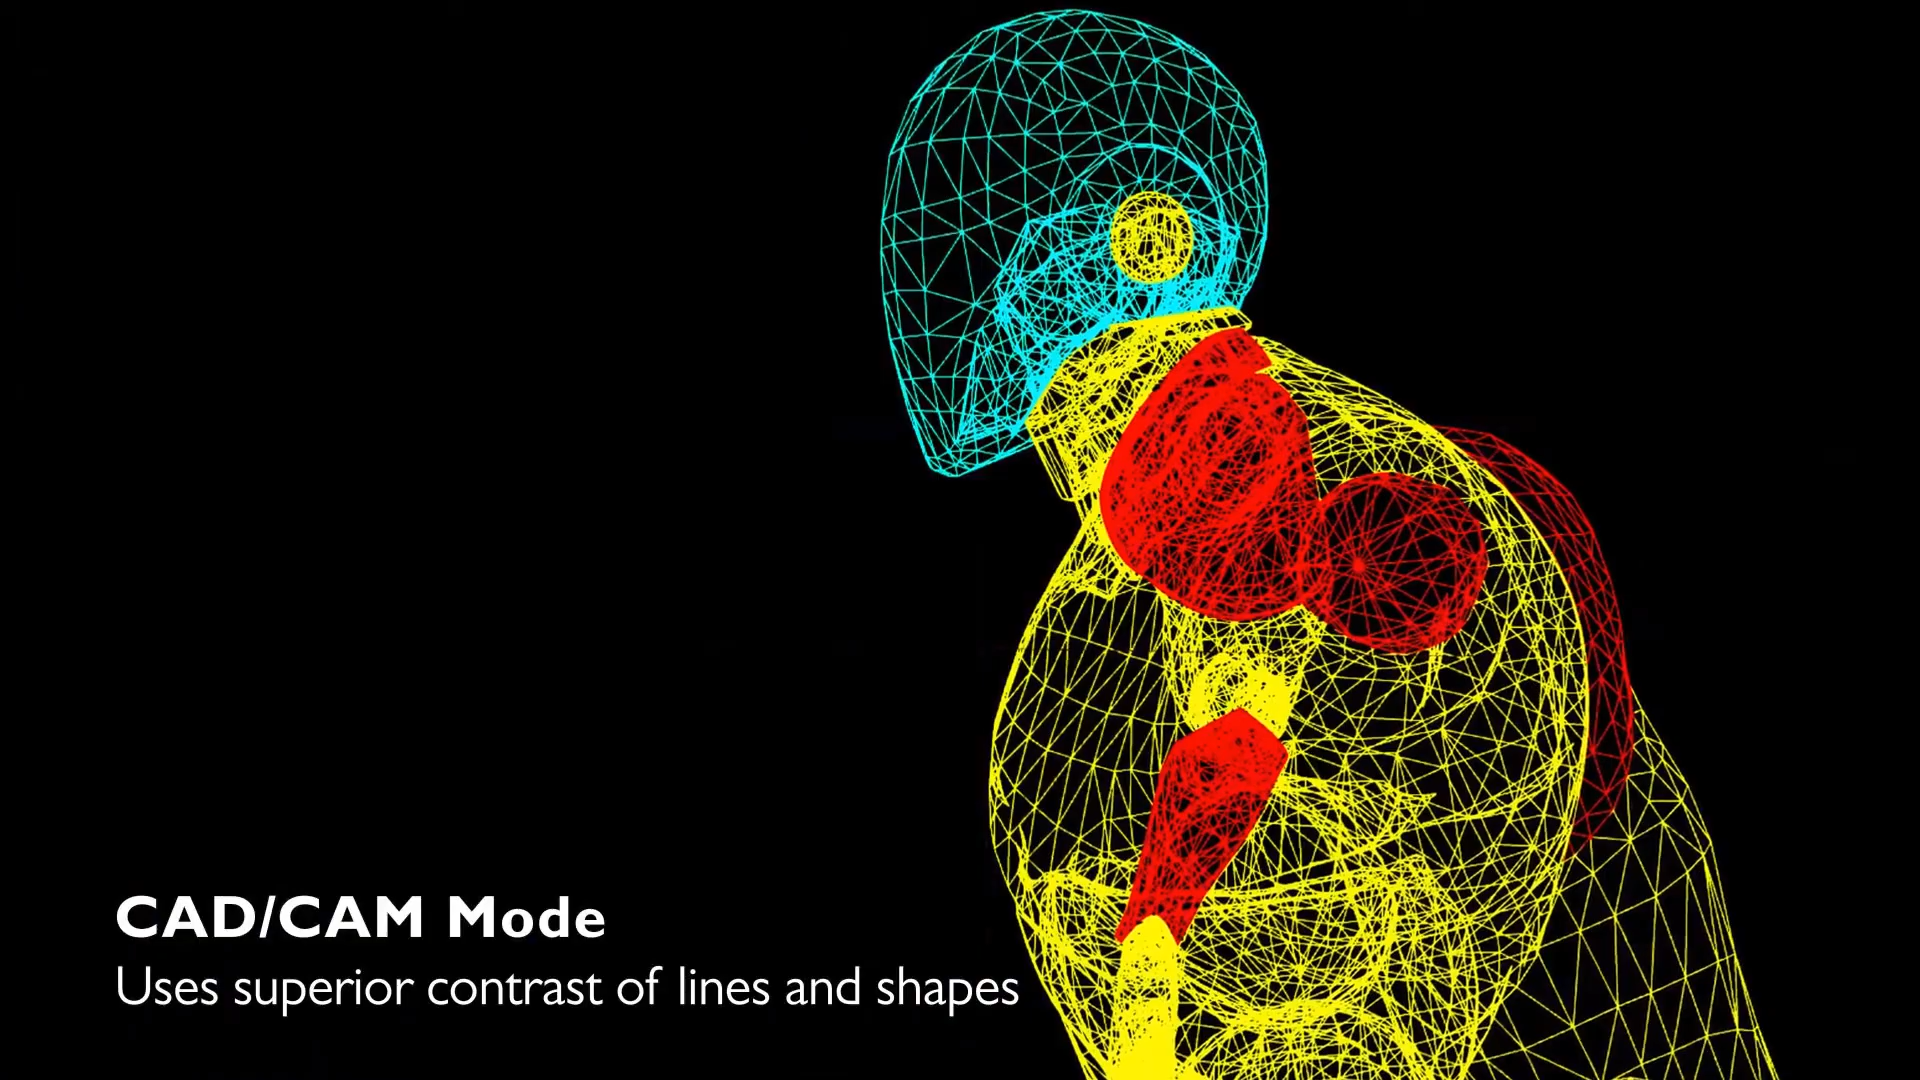 CAD/CAM Mode
Uses superior contrast of lines and shapes